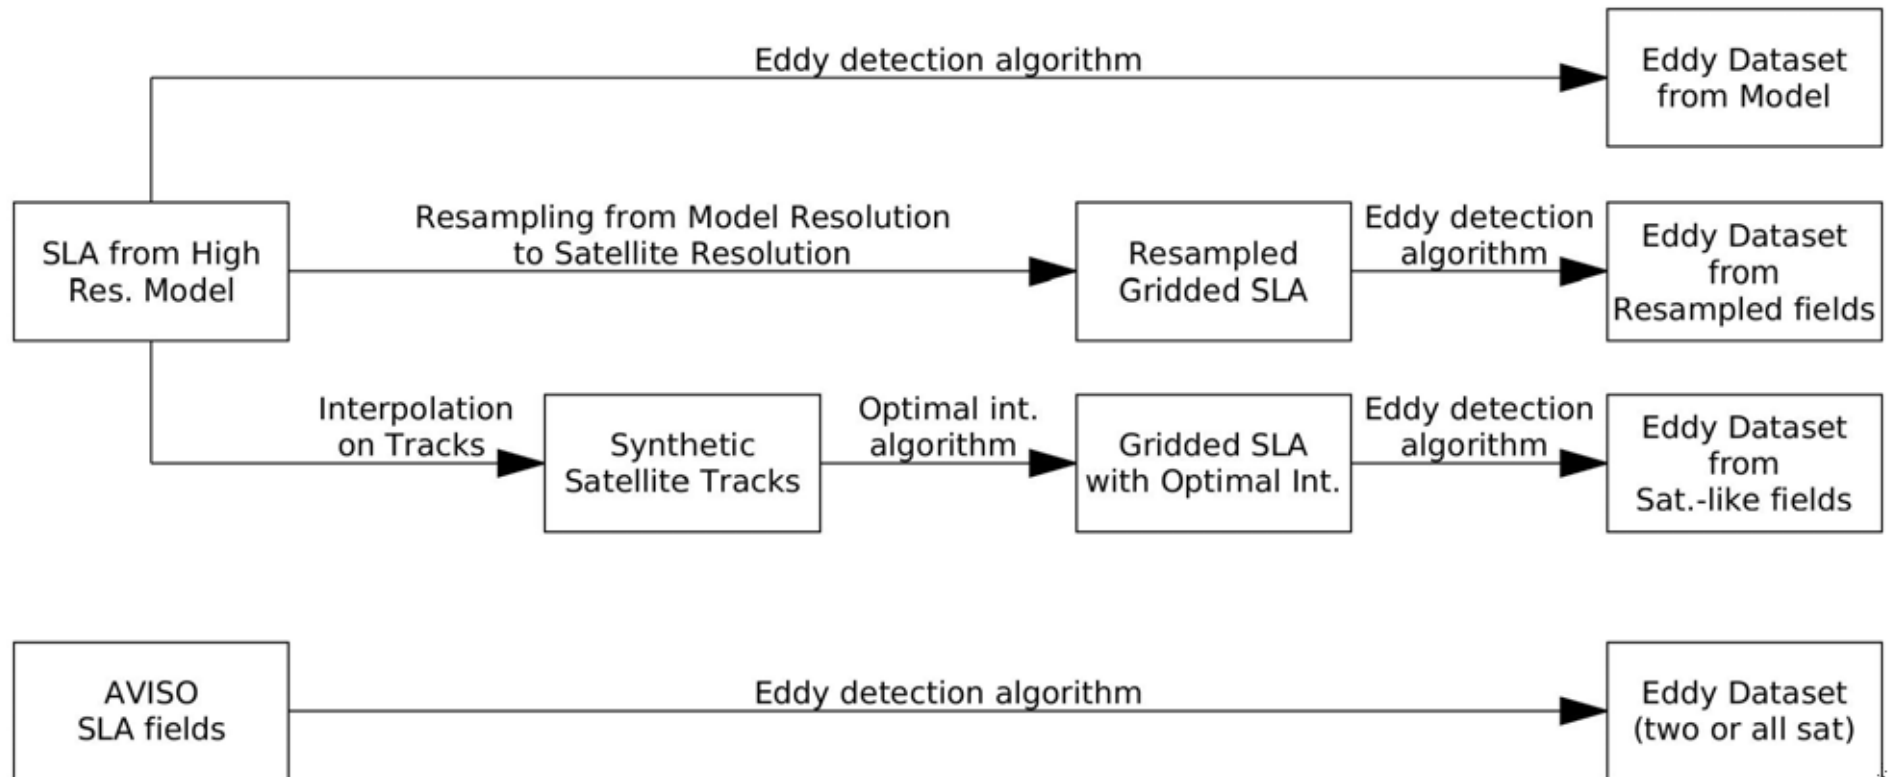 Eddy detection algorithm
Eddy Dataset
from Model
SLA from High
Res. Model
Resampling from Model Resolution
to Satellite Resolution
Resampled
Gridded SLA
Eddy detection
algorithm
Eddy Dataset
from
Resampled fields
Interpolation
on Tracks
Synthetic
Satellite Tracks
Optimal int.
algorithm
Gridded SLA
with Optimal Int.
Eddy detection
algorithm
Eddy Dataset
from
Sat.-like fields
AVISO
SLA fields
Eddy detection algorithm
Eddy Dataset
(two or all sat)